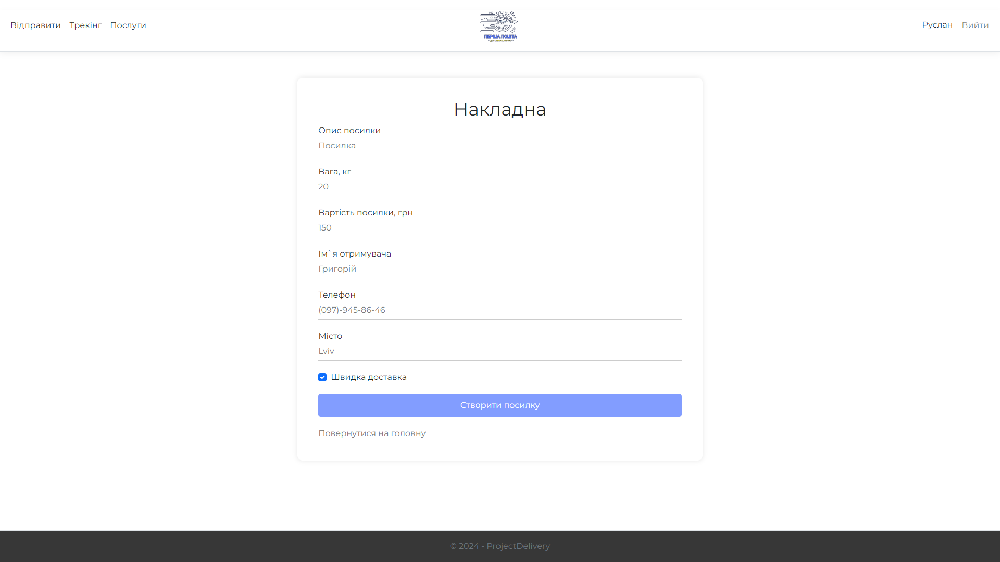 Відправити Трекінг Послуги
ПЕРША ПОШТА
Руслан Вийти
Накладна
Опис посилки
Посилка
Вага, кг
20
Вартість посилки, грн
150
Ім`я отримувача
Григорій
Телефон
(097)-945-86-46
Місто
Lviv
Швидка доставка
Створити посилку
Повернутися на головну
© 2024 - ProjectDelivery